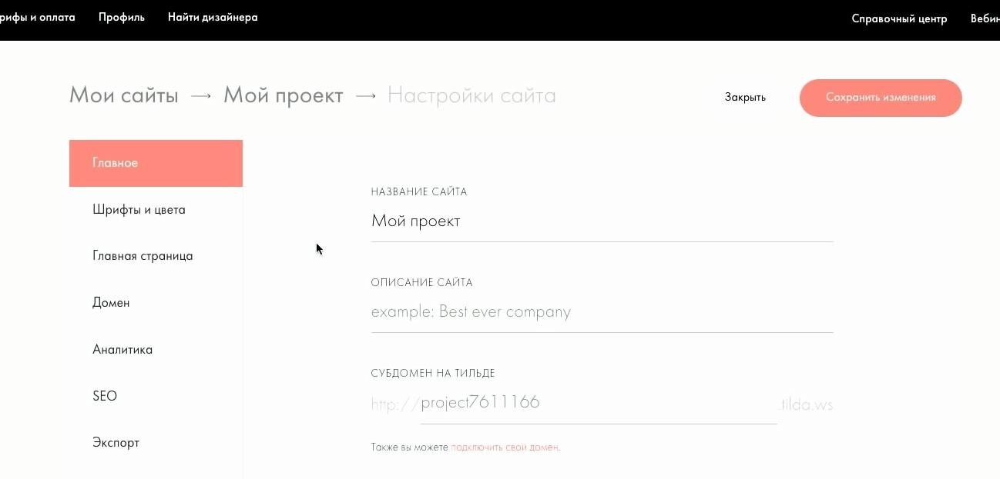 рифы и оплата Профиль Найти дизайнера Справочный центр Вебин
Мои сайты → Мой проект → Настройки сайта Закрыть Сохранить изменения
Главное
Шрифты и цвета
Главная страница
Домен
Аналитика
SEO
Экспорт
НАЗВАНИЕ САЙТА
Мой проект
ОПИСАНИЕ САЙТА
example: Best ever company
СУБДОМЕН НА ТИЛЬДЕ
http://project7611166.tilda.ws
Также вы можете подключить свой домен.